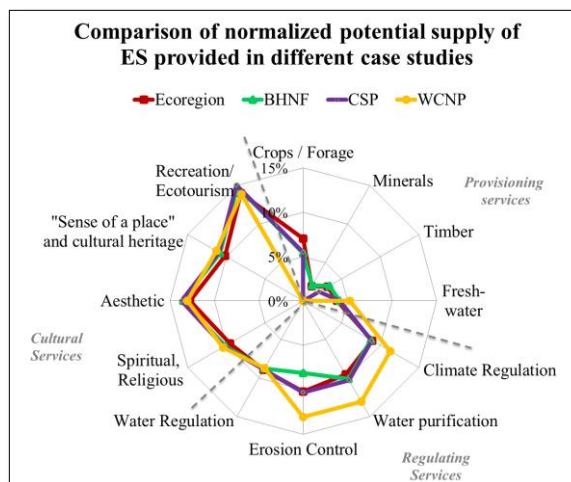 Comparison of normalized potential supply of
ES provided in different case studies
Ecoregion BHNF CSP WCNP
Crops / Forage
15%
10%
5%
0%
Minerals
Provisioning
services
Timber
Fresh-
water
Climate Regulation
Water purification
Regulating
Services
Erosion Control
Water Regulation
Spiritual,
Religious
Cultural
Services
Aesthetic
"Sense of a place"
and cultural heritage
Recreation/
Ecotourism